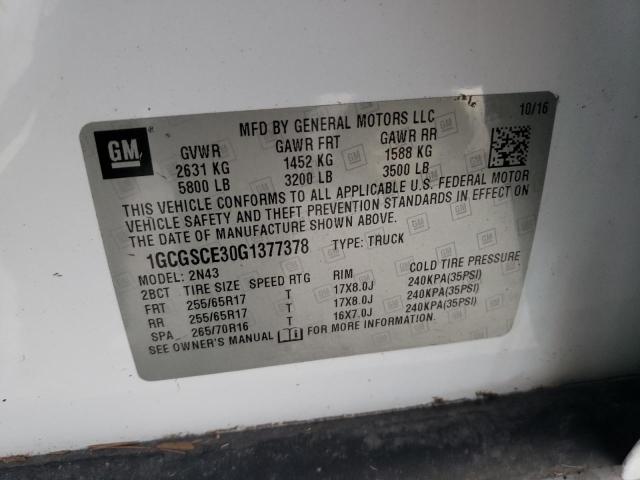 MFD BY GENERAL MOTORS LLC 10/16
GM
GVWR GAWR FRT GAWR RR
2631 KG 1452 KG 1588 KG
5800 LB 3200 LB 3500 LB
THIS VEHICLE CONFORMS TO ALL APPLICABLE U.S. FEDERAL MOTOR
VEHICLE SAFETY AND THEFT PREVENTION STANDARDS IN EFFECT ON
THE DATE OF MANUFACTURE SHOWN ABOVE.
1GCGSCE30G1377378 TYPE: TRUCK
MODEL: 2N43
2BCT TIRE SIZE SPEED RTG RIM COLD TIRE PRESSURE
FRT 255/65R17 T 17X8.0J 240KPA(35PSI)
RR 255/65R17 T 17X8.0J 240KPA(35PSI)
SPA 265/70R16 T 16X7.0J 240KPA(35PSI)
SEE OWNER'S MANUAL FOR MORE INFORMATION.